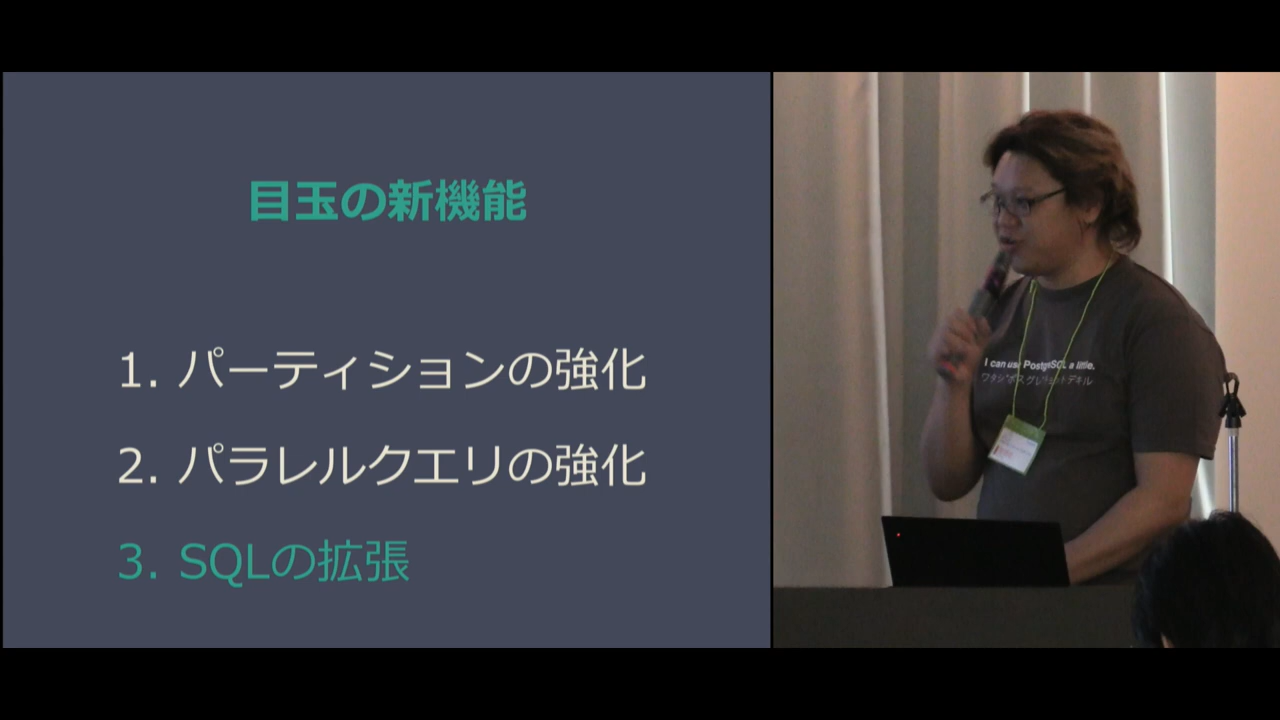 目玉の新機能
1. パーティションの強化
2. パラレルクエリの強化
3. SQLの拡張
I can use PostgreSQL a little.